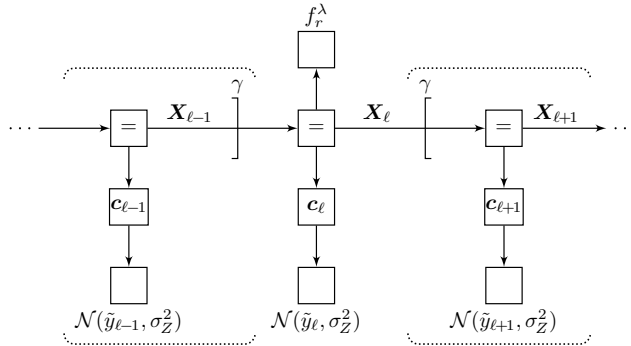 f_r^λ
γ γ
X_{ℓ−1} X_ℓ X_{ℓ+1}
⋯ = = = ⋯
c_{ℓ−1} c_ℓ c_{ℓ+1}
𝒩(ỹ_{ℓ−1}, σ_Z^2) 𝒩(ỹ_ℓ, σ_Z^2) 𝒩(ỹ_{ℓ+1}, σ_Z^2)